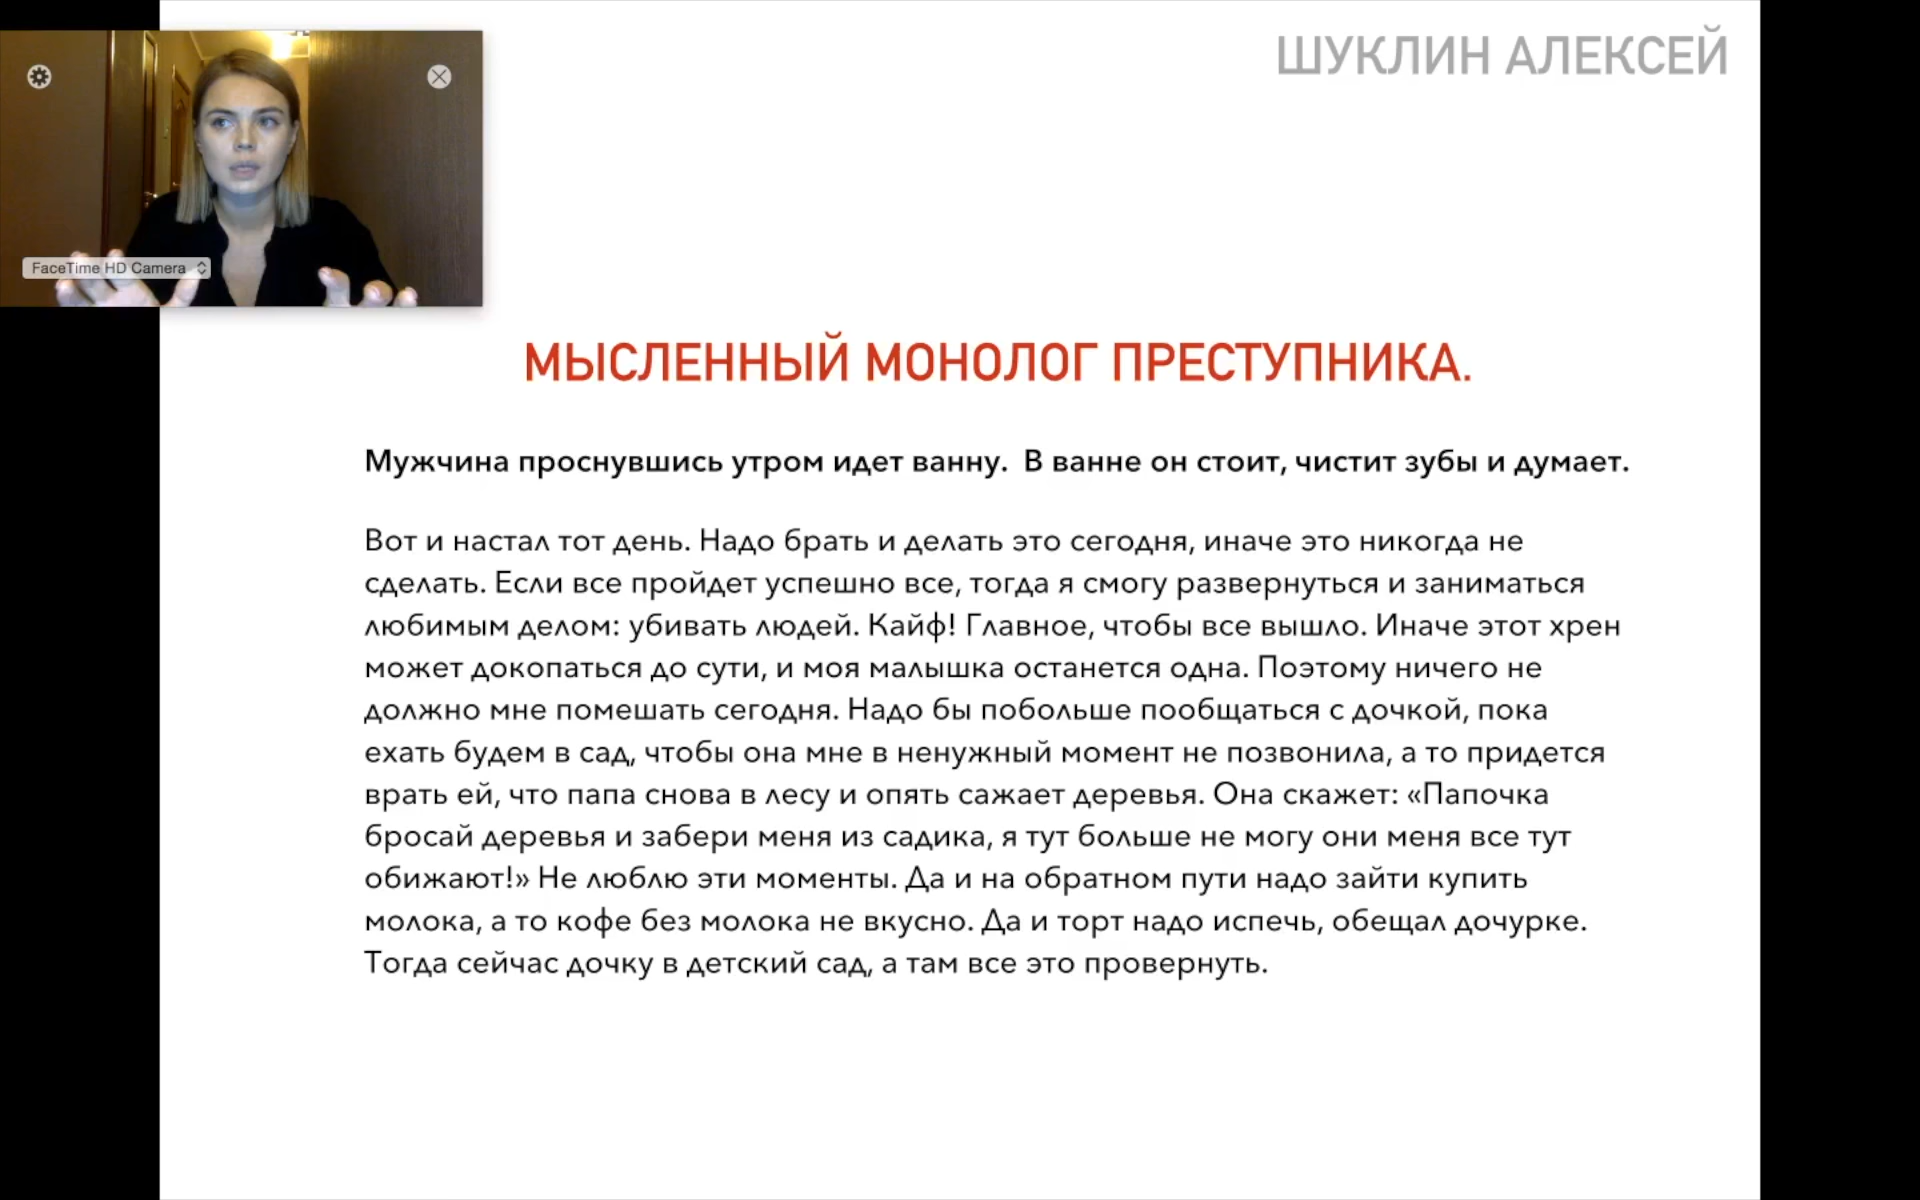 ШУКЛИН АЛЕКСЕЙ
FaceTime HD Camera
МЫСЛЕННЫЙ МОНОЛОГ ПРЕСТУПНИКА.
Мужчина проснувшись утром идет ванну.  В ванне он стоит, чистит зубы и думает.
Вот и настал тот день. Надо брать и делать это сегодня, иначе это никогда не
сделать. Если все пройдет успешно все, тогда я смогу развернуться и заниматься
любимым делом: убивать людей. Кайф! Главное, чтобы все вышло. Иначе этот хрен
может докопаться до сути, и моя малышка останется одна. Поэтому ничего не
должно мне помешать сегодня. Надо бы побольше пообщаться с дочкой, пока
ехать будем в сад, чтобы она мне в ненужный момент не позвонила, а то придется
врать ей, что папа снова в лесу и опять сажает деревья. Она скажет: «Папочка
бросай деревья и забери меня из садика, я тут больше не могу они меня все тут
обижают!» Не люблю эти моменты. Да и на обратном пути надо зайти купить
молока, а то кофе без молока не вкусно. Да и торт надо испечь, обещал дочурке.
Тогда сейчас дочку в детский сад, а там все это провернуть.